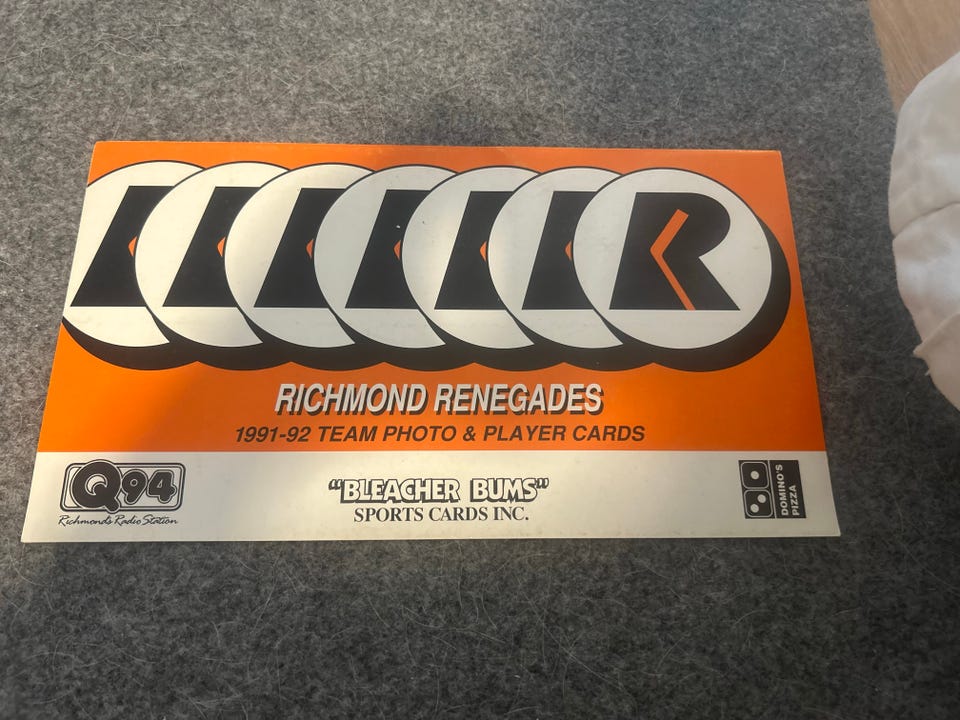 R
RICHMOND RENEGADES
1991-92 TEAM PHOTO & PLAYER CARDS
Q94
Richmond's Radio Station
"BLEACHER BUMS"
SPORTS CARDS INC.
DOMINO'S
PIZZA